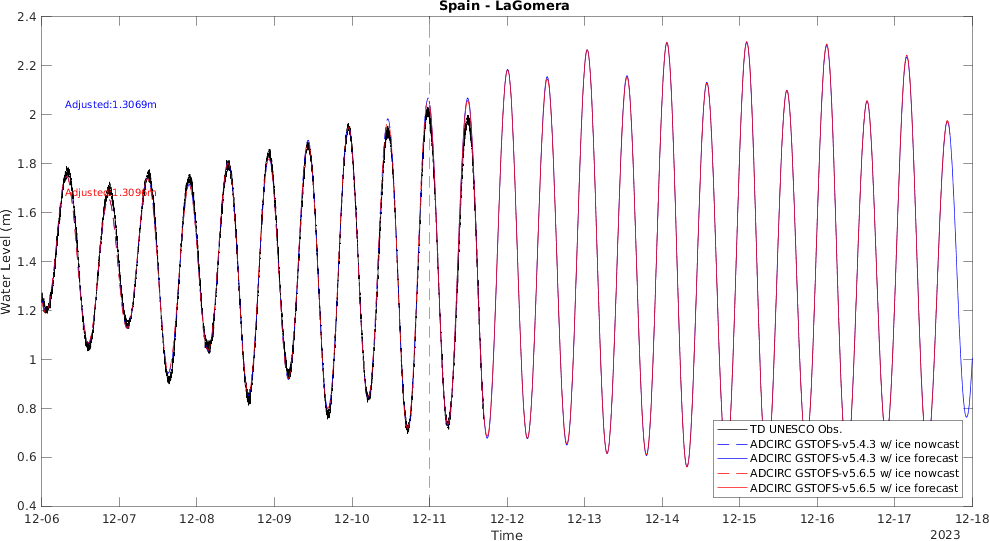 Spain - LaGomera
2.4
2.2
2
1.8
1.6
1.4
1.2
1
0.8
0.6
0.4
Water Level (m)
Adjusted:1.3069m
Adjusted:1.3096m
TD UNESCO Obs.
ADCIRC GSTOFS-v5.4.3 w/ ice nowcast
ADCIRC GSTOFS-v5.4.3 w/ ice forecast
ADCIRC GSTOFS-v5.6.5 w/ ice nowcast
ADCIRC GSTOFS-v5.6.5 w/ ice forecast
12-06 12-07 12-08 12-09 12-10 12-11 12-12 12-13 12-14 12-15 12-16 12-17 12-18
Time
2023